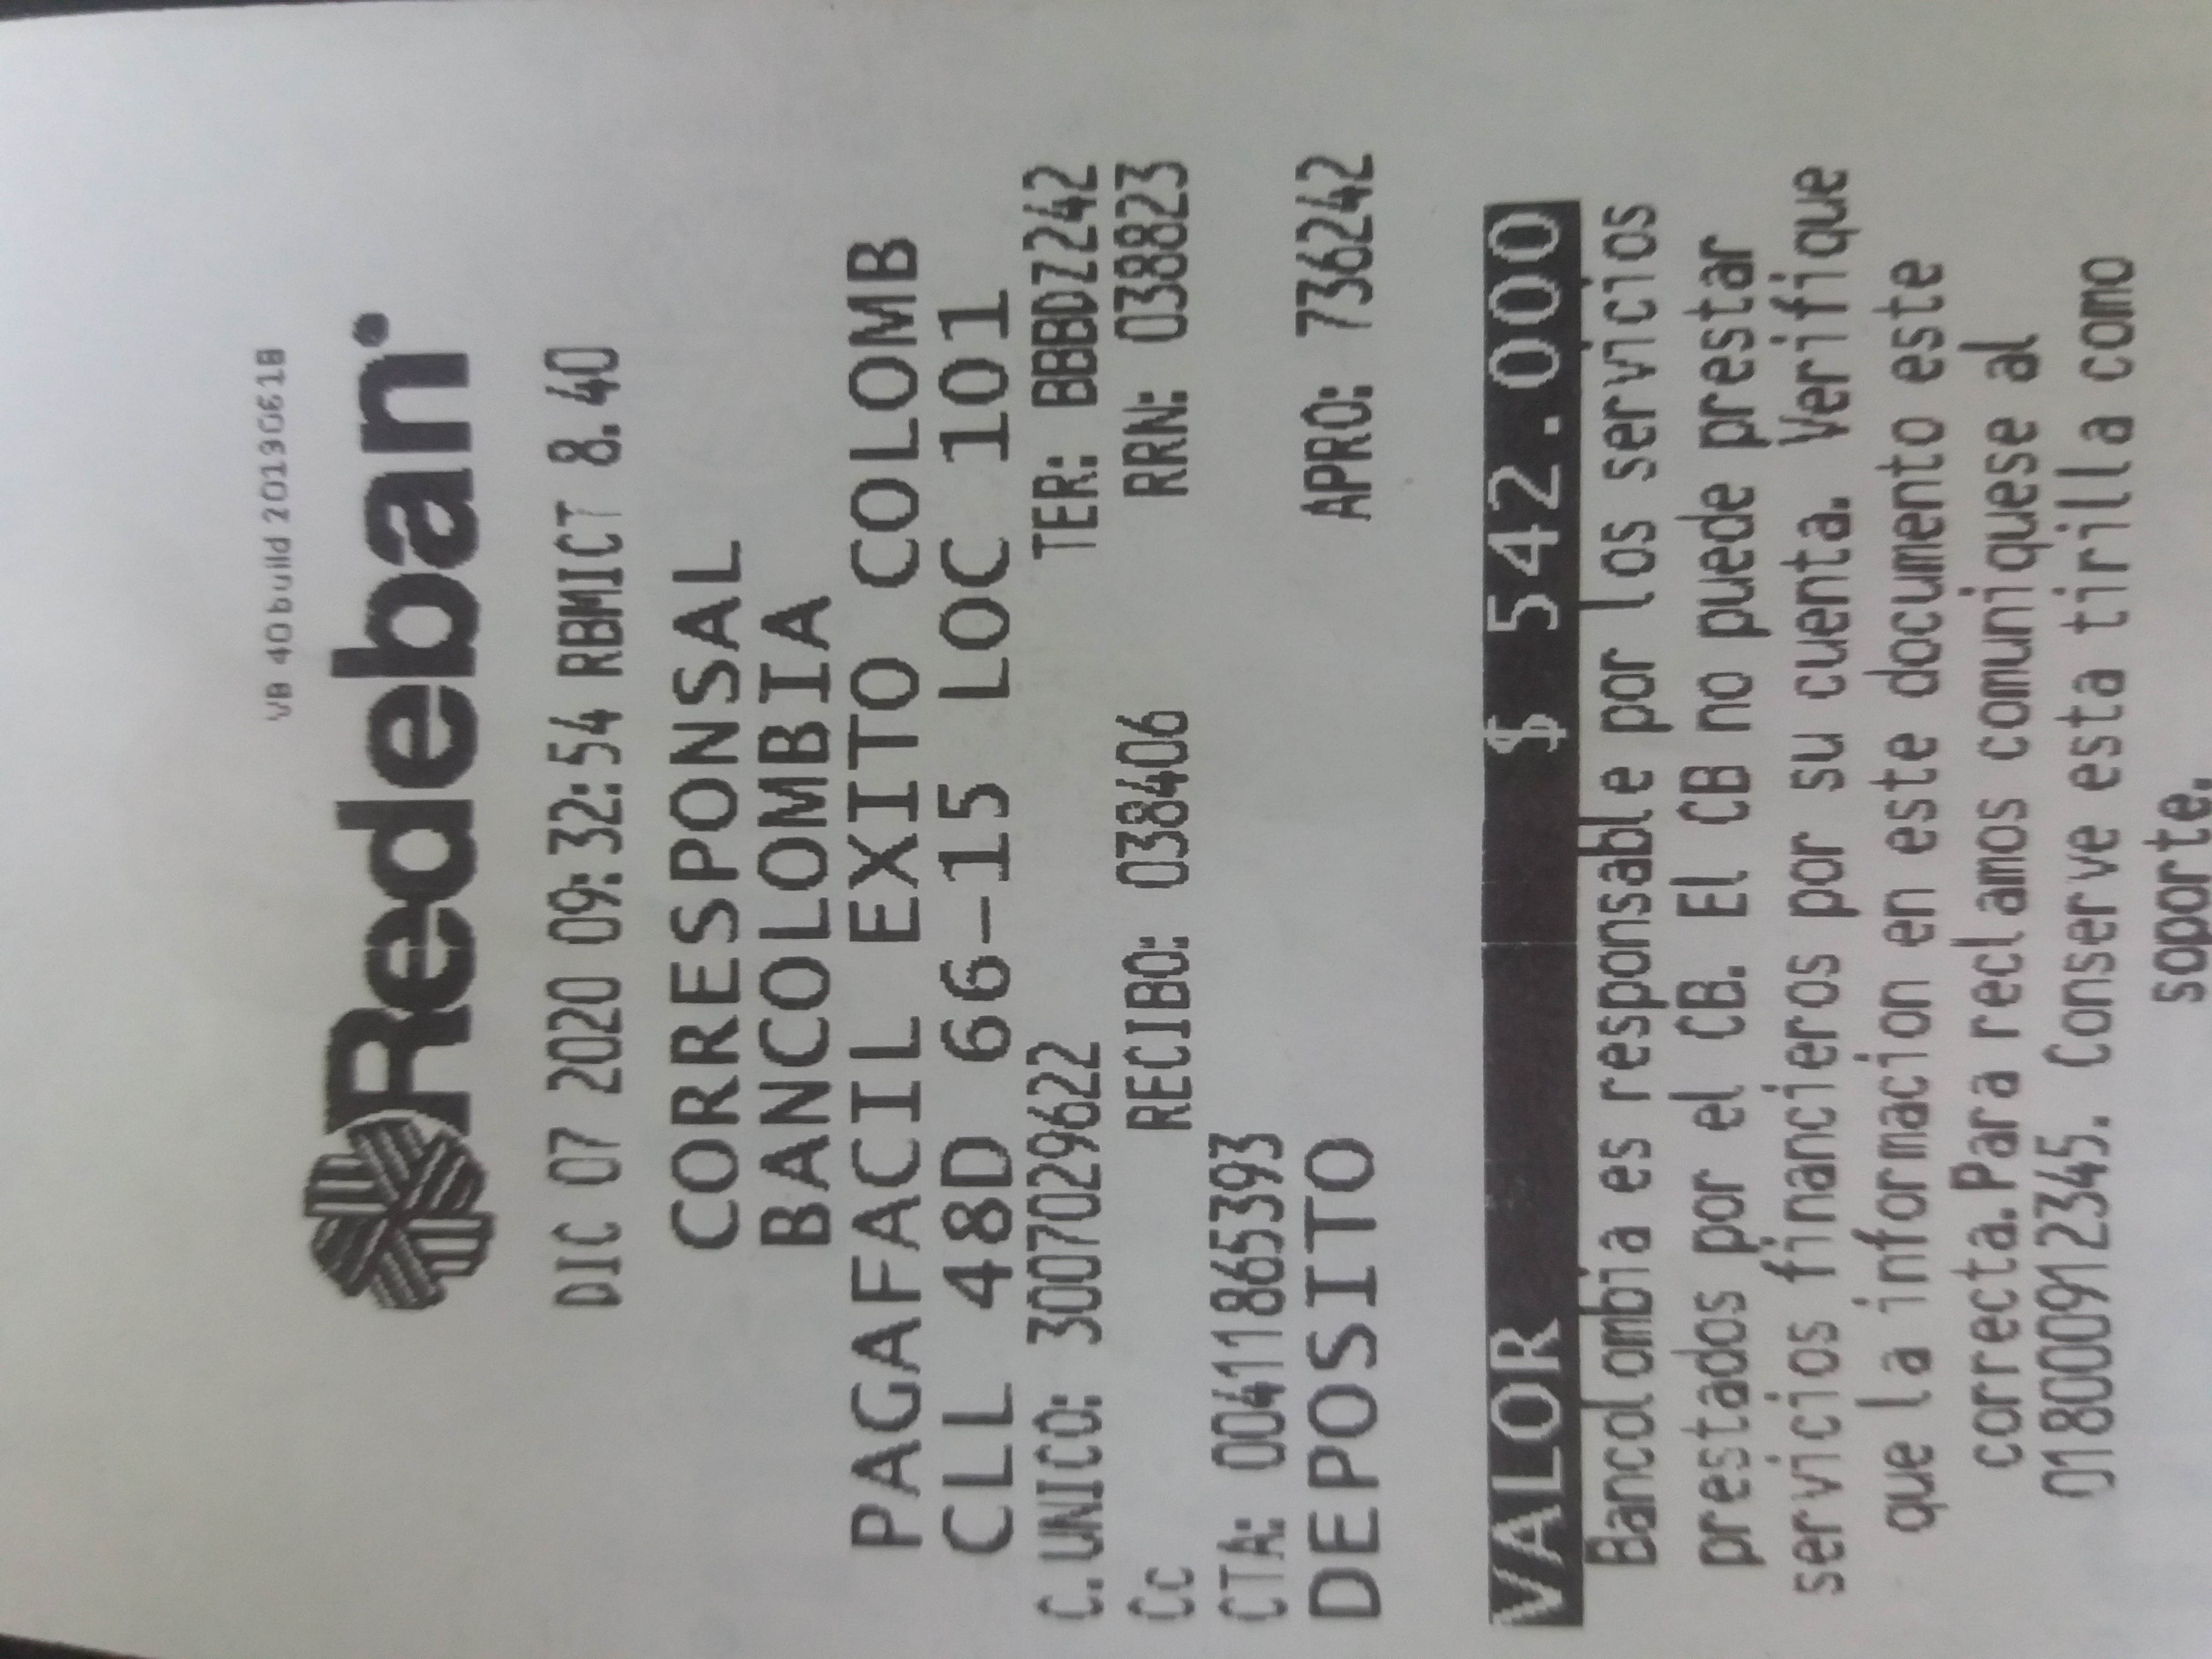 VB 40 build 20190618
Redeban
DIC 07 2020 09:32:54 RBMICT 8.40
CORRESPONSAL
BANCOLOMBIA
PAGAFACIL EXITO COLOMB
CLL 48D 66-15 LOC 101
C.UNICO: 3007029622 TER: BBBDZ242
Cc RECIBO: 038406 RRN: 038823
CTA: 00411865393
DEPOSITO APRO: 736242
VALOR $ 542.000
Bancolombia es responsable por los servicios
prestados por el CB. El CB no puede prestar
servicios financieros por su cuenta. Verifique
que la informacion en este documento este
correcta.Para reclamos comuniquese al
018000912345. Conserve esta tirilla como
soporte.